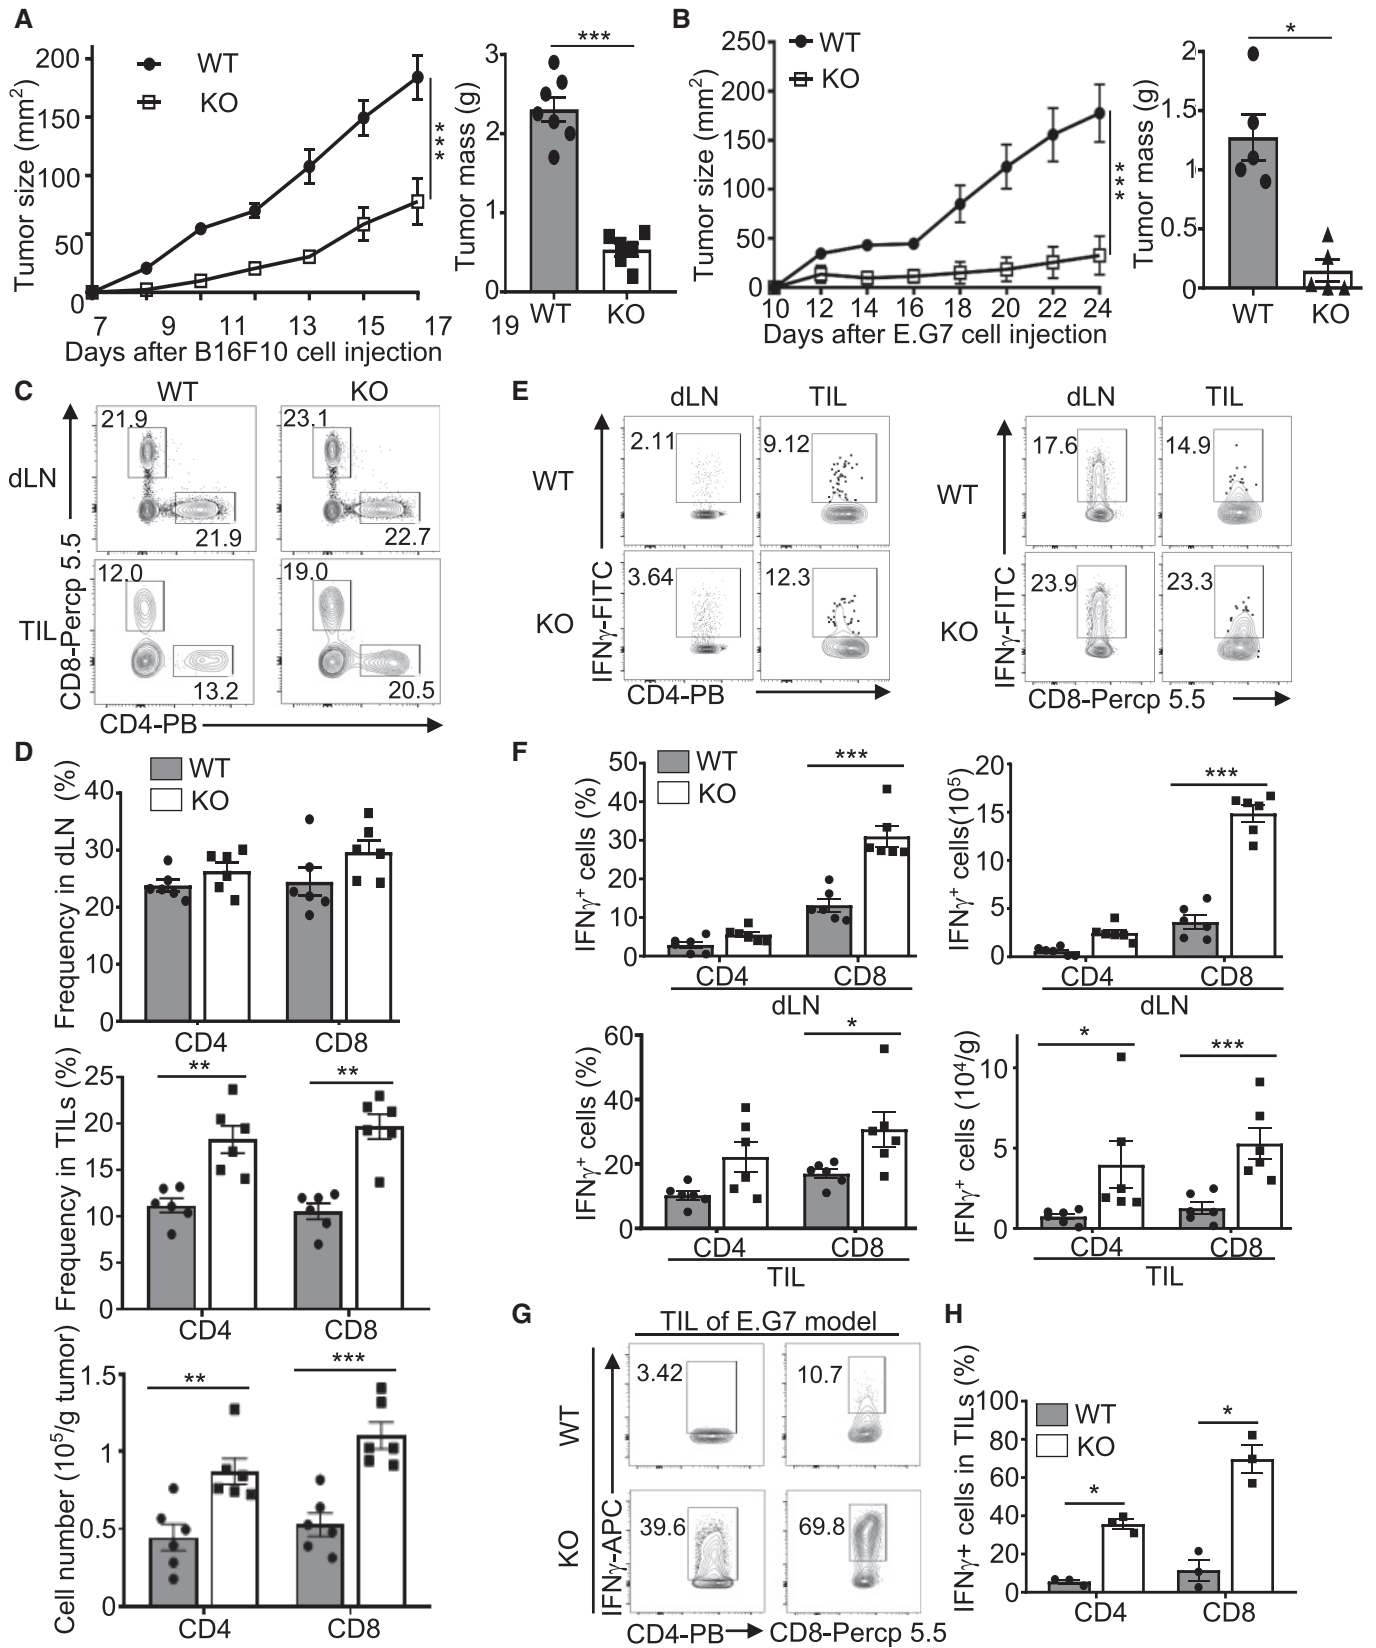 A
Tumor size (mm2)
200
150
100
50
0
WT
KO
***
7 9 11 13 15 17 19
Days after B16F10 cell injection
Tumor mass (g)
3
2
1
0
***
WT KO
B
Tumor size (mm2)
250
200
150
100
50
0
WT
KO
***
10 12 14 16 18 20 22 24
Days after E.G7 cell injection
Tumor mass (g)
2
1.5
1
0.5
0
*
WT KO
C
WT KO
dLN
21.9
21.9
23.1
22.7
TIL
12.0
13.2
19.0
20.5
CD8-Percp 5.5
CD4-PB
E
dLN TIL
WT
2.11
9.12
KO
3.64
12.3
IFNγ-FITC
CD4-PB
dLN TIL
WT
17.6
14.9
KO
23.9
23.3
IFNγ-FITC
CD8-Percp 5.5
D
WT
KO
Frequency in dLN (%)
40
30
20
10
0
CD4 CD8
Frequency in TILs (%)
25
20
15
10
5
0
** **
CD4 CD8
Cell number (105/g tumor)
1.5
1
0.5
0
** ***
CD4 CD8
F
WT
KO
IFNγ+ cells (%)
50
40
30
20
10
0
***
CD4 CD8
dLN
IFNγ+ cells(105)
20
15
10
5
0
***
CD4 CD8
dLN
IFNγ+ cells (%)
60
40
20
0
*
CD4 CD8
TIL
IFNγ+ cells (104/g)
10
5
0
* ***
CD4 CD8
TIL
G
TIL of E.G7 model
WT
3.42
10.7
KO
39.6
69.8
IFNγ-APC
CD4-PB CD8-Percp 5.5
H
IFNγ+ cells in TILs (%)
100
80
60
40
20
0
WT
KO
* *
CD4 CD8